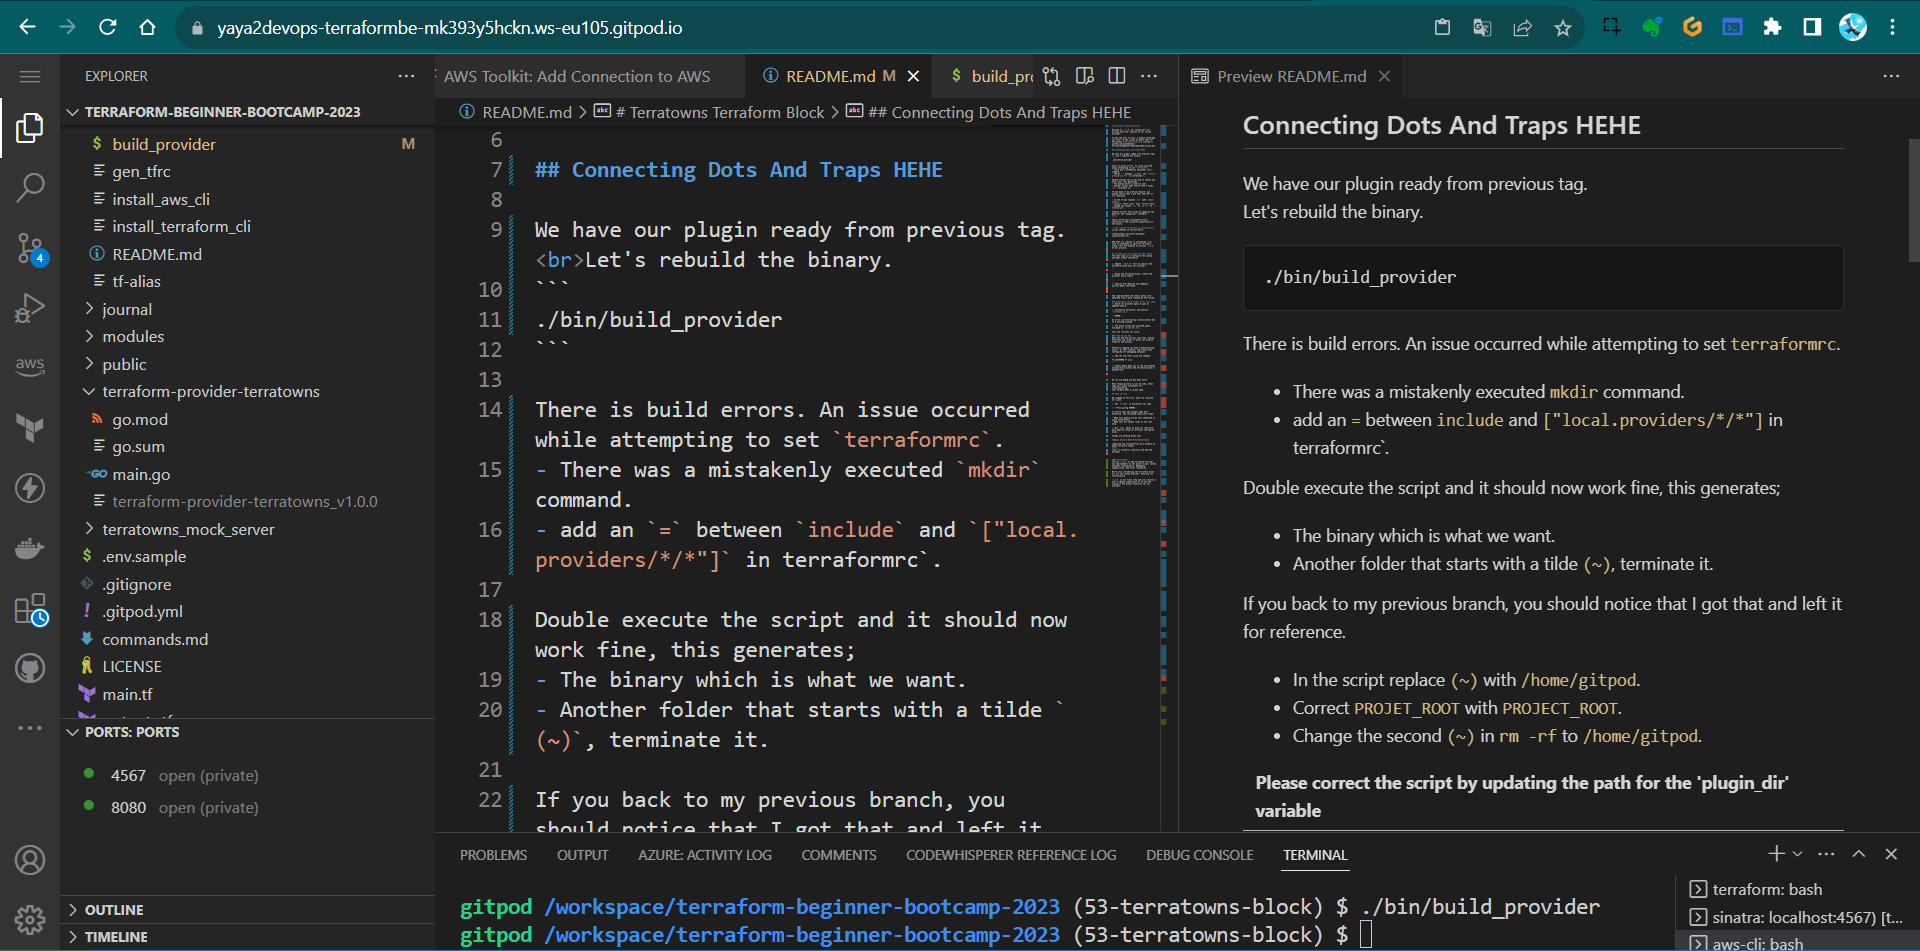 yaya2devops-terraformbe-mk393y5hckn.ws-eu105.gitpod.io
EXPLORER
TERRAFORM-BEGINNER-BOOTCAMP-2023
$ build_provider M
gen_tfrc
install_aws_cli
install_terraform_cli
README.md
tf-alias
journal
modules
public
terraform-provider-terratowns
go.mod
go.sum
GO main.go
terraform-provider-terratowns_v1.0.0
terratowns_mock_server
$ .env.sample
.gitignore
! .gitpod.yml
commands.md
LICENSE
main.tf
PORTS: PORTS
4567 open (private)
8080 open (private)
OUTLINE
TIMELINE
aws
4
AWS Toolkit: Add Connection to AWS
README.md M
$ build_pr
README.md > # Terratowns Terraform Block > ## Connecting Dots And Traps HEHE
6
7 ## Connecting Dots And Traps HEHE
8
9 We have our plugin ready from previous tag.
<br>Let's rebuild the binary.
10 ```
11 ./bin/build_provider
12 ```
13
14 There is build errors. An issue occurred
while attempting to set `terraformrc`.
15 - There was a mistakenly executed `mkdir`
command.
16 - add an `=` between `include` and `["local.
providers/*/*"]` in terraformrc`.
17
18 Double execute the script and it should now
work fine, this generates;
19 - The binary which is what we want.
20 - Another folder that starts with a tilde `
(~)`, terminate it.
21
22 If you back to my previous branch, you
should notice that I got that and left it
Preview README.md
Connecting Dots And Traps HEHE
We have our plugin ready from previous tag.
Let's rebuild the binary.
./bin/build_provider
There is build errors. An issue occurred while attempting to set terraformrc.
• There was a mistakenly executed mkdir command.
• add an = between include and ["local.providers/*/*"] in
terraformrc`.
Double execute the script and it should now work fine, this generates;
• The binary which is what we want.
• Another folder that starts with a tilde (~), terminate it.
If you back to my previous branch, you should notice that I got that and left it
for reference.
• In the script replace (~) with /home/gitpod.
• Correct PROJET_ROOT with PROJECT_ROOT.
• Change the second (~) in rm -rf to /home/gitpod.
Please correct the script by updating the path for the 'plugin_dir'
variable
PROBLEMS OUTPUT AZURE: ACTIVITY LOG COMMENTS CODEWHISPERER REFERENCE LOG DEBUG CONSOLE TERMINAL
gitpod /workspace/terraform-beginner-bootcamp-2023 (53-terratowns-block) $ ./bin/build_provider
gitpod /workspace/terraform-beginner-bootcamp-2023 (53-terratowns-block) $
terraform: bash
sinatra: localhost:4567) [t...
aws-cli: bash